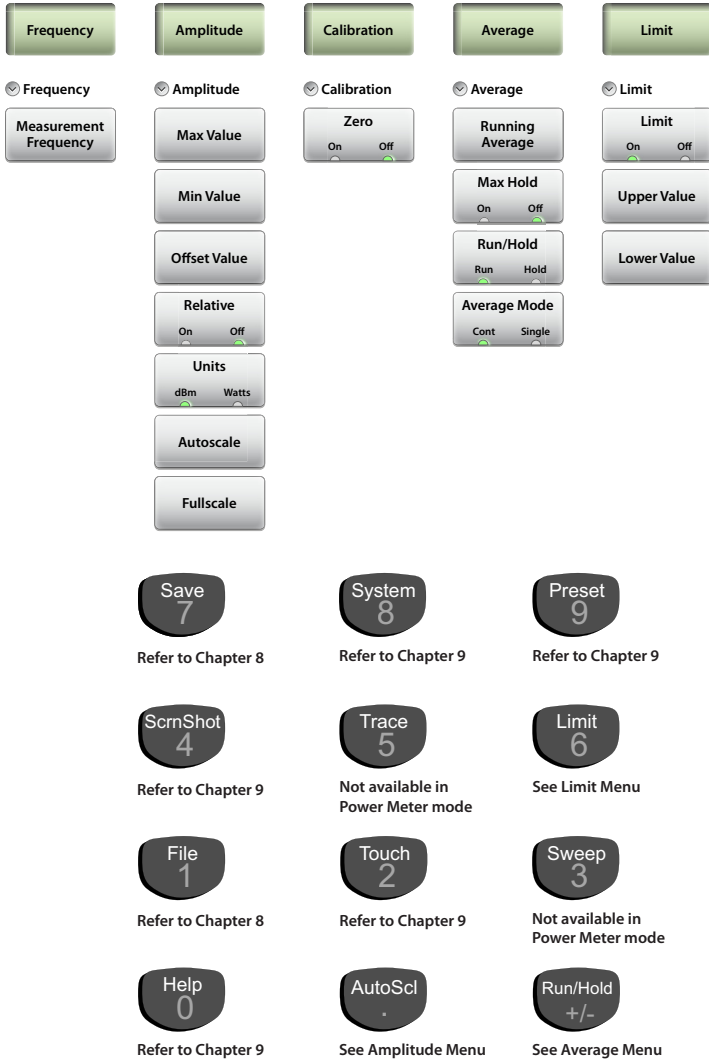 Frequency
Amplitude
Calibration
Average
Limit
Frequency
Amplitude
Calibration
Average
Limit
Measurement
Frequency
Max Value
Min Value
Offset Value
Relative
On Off
Units
dBm Watts
Autoscale
Fullscale
Zero
On Off
Running
Average
Max Hold
On Off
Run/Hold
Run Hold
Average Mode
Cont Single
Limit
On Off
Upper Value
Lower Value
Save
7
Refer to Chapter 8
System
8
Refer to Chapter 9
Preset
9
Refer to Chapter 9
ScrnShot
4
Refer to Chapter 9
Trace
5
Not available in
Power Meter mode
Limit
6
See Limit Menu
File
1
Refer to Chapter 8
Touch
2
Refer to Chapter 9
Sweep
3
Not available in
Power Meter mode
Help
0
Refer to Chapter 9
AutoScl
.
See Amplitude Menu
Run/Hold
+/-
See Average Menu